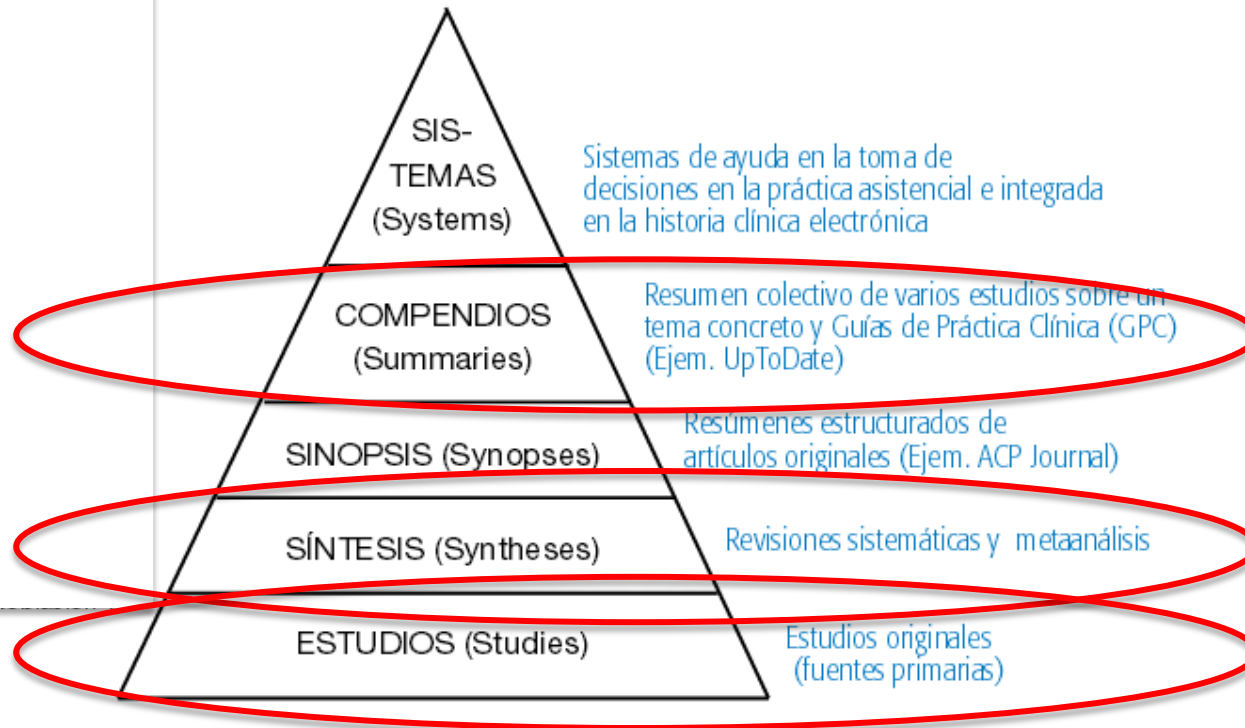 SIS-
TEMAS
(Systems)
Sistemas de ayuda en la toma de
decisiones en la práctica asistencial e integrada
en la historia clínica electrónica
COMPENDIOS
(Summaries)
Resumen colectivo de varios estudios sobre un
tema concreto y Guías de Práctica Clínica (GPC)
(Ejem. UpToDate)
SINOPSIS (Synopses)
Resúmenes estructurados de
artículos originales (Ejem. ACP Journal)
SÍNTESIS (Syntheses)
Revisiones sistemáticas y metaanálisis
ESTUDIOS (Studies)
Estudios originales
(fuentes primarias)